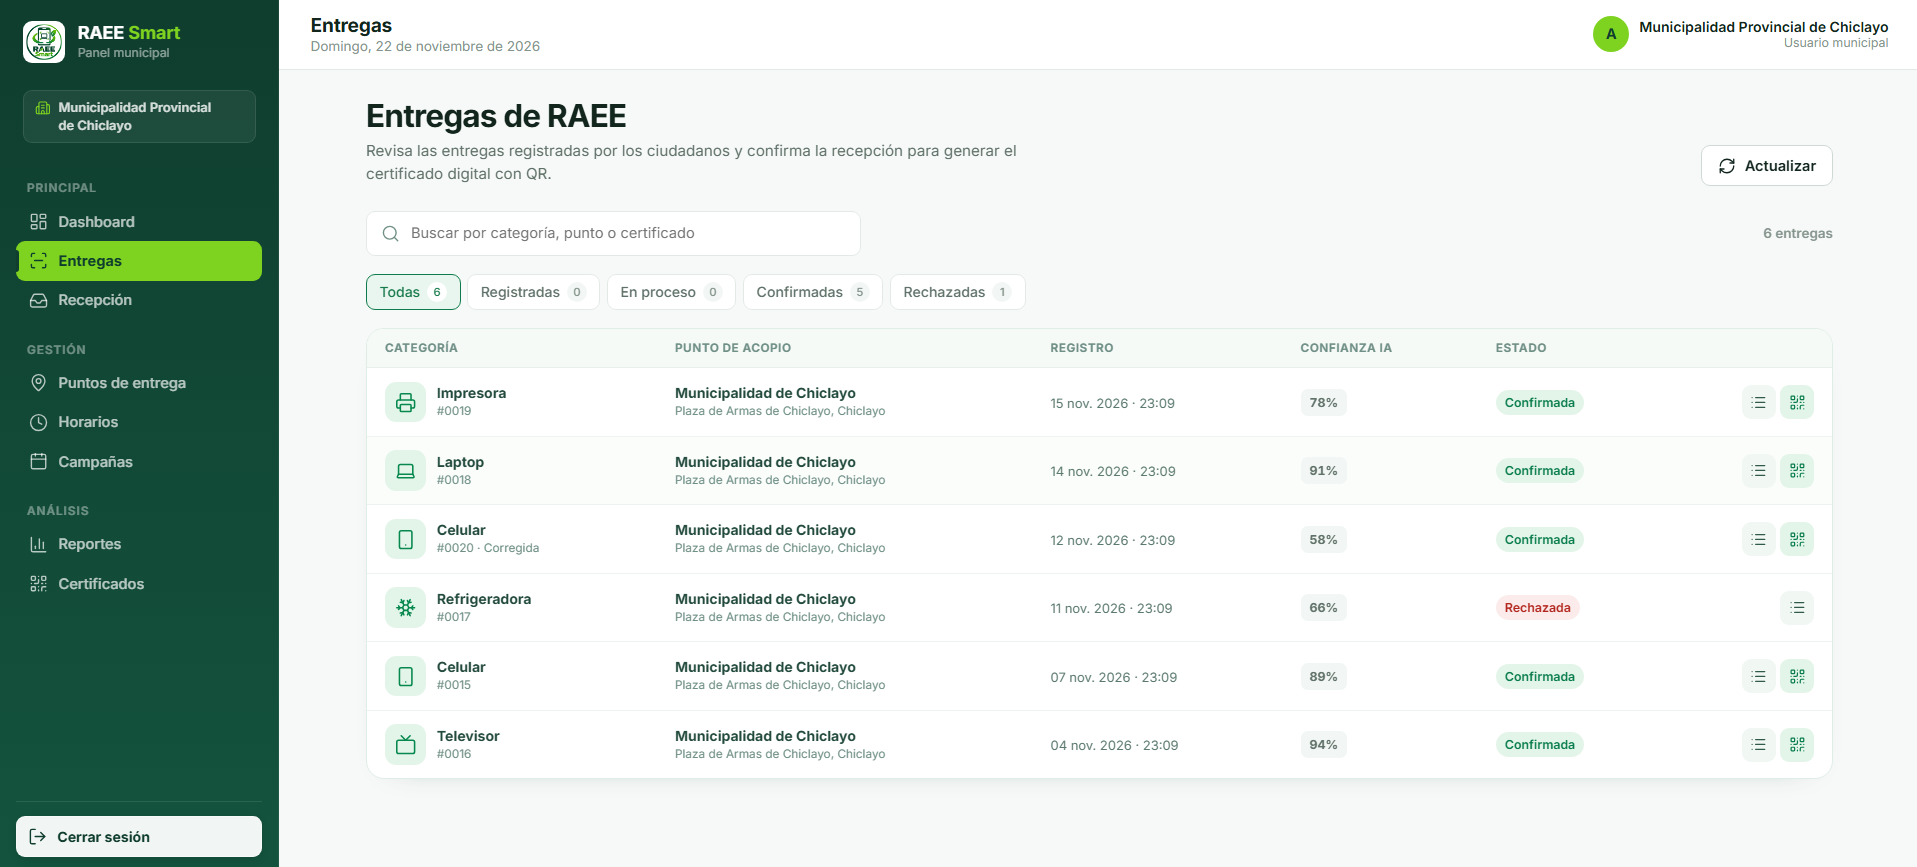 RAEE Smart
Panel municipal
Municipalidad Provincial
de Chiclayo
PRINCIPAL
Dashboard
Entregas
Recepción
GESTIÓN
Puntos de entrega
Horarios
Campañas
ANÁLISIS
Reportes
Certificados
Cerrar sesión
Entregas
Domingo, 22 de noviembre de 2026
A
Municipalidad Provincial de Chiclayo
Usuario municipal
Entregas de RAEE
Revisa las entregas registradas por los ciudadanos y confirma la recepción para generar el
certificado digital con QR.
Actualizar
Buscar por categoría, punto o certificado
6 entregas
Todas 6
Registradas 0
En proceso 0
Confirmadas 5
Rechazadas 1
CATEGORÍA PUNTO DE ACOPIO REGISTRO CONFIANZA IA ESTADO
Impresora
#0019
Municipalidad de Chiclayo
Plaza de Armas de Chiclayo, Chiclayo
15 nov. 2026 · 23:09
78%
Confirmada
Laptop
#0018
Municipalidad de Chiclayo
Plaza de Armas de Chiclayo, Chiclayo
14 nov. 2026 · 23:09
91%
Confirmada
Celular
#0020 · Corregida
Municipalidad de Chiclayo
Plaza de Armas de Chiclayo, Chiclayo
12 nov. 2026 · 23:09
58%
Confirmada
Refrigeradora
#0017
Municipalidad de Chiclayo
Plaza de Armas de Chiclayo, Chiclayo
11 nov. 2026 · 23:09
66%
Rechazada
Celular
#0015
Municipalidad de Chiclayo
Plaza de Armas de Chiclayo, Chiclayo
07 nov. 2026 · 23:09
89%
Confirmada
Televisor
#0016
Municipalidad de Chiclayo
Plaza de Armas de Chiclayo, Chiclayo
04 nov. 2026 · 23:09
94%
Confirmada